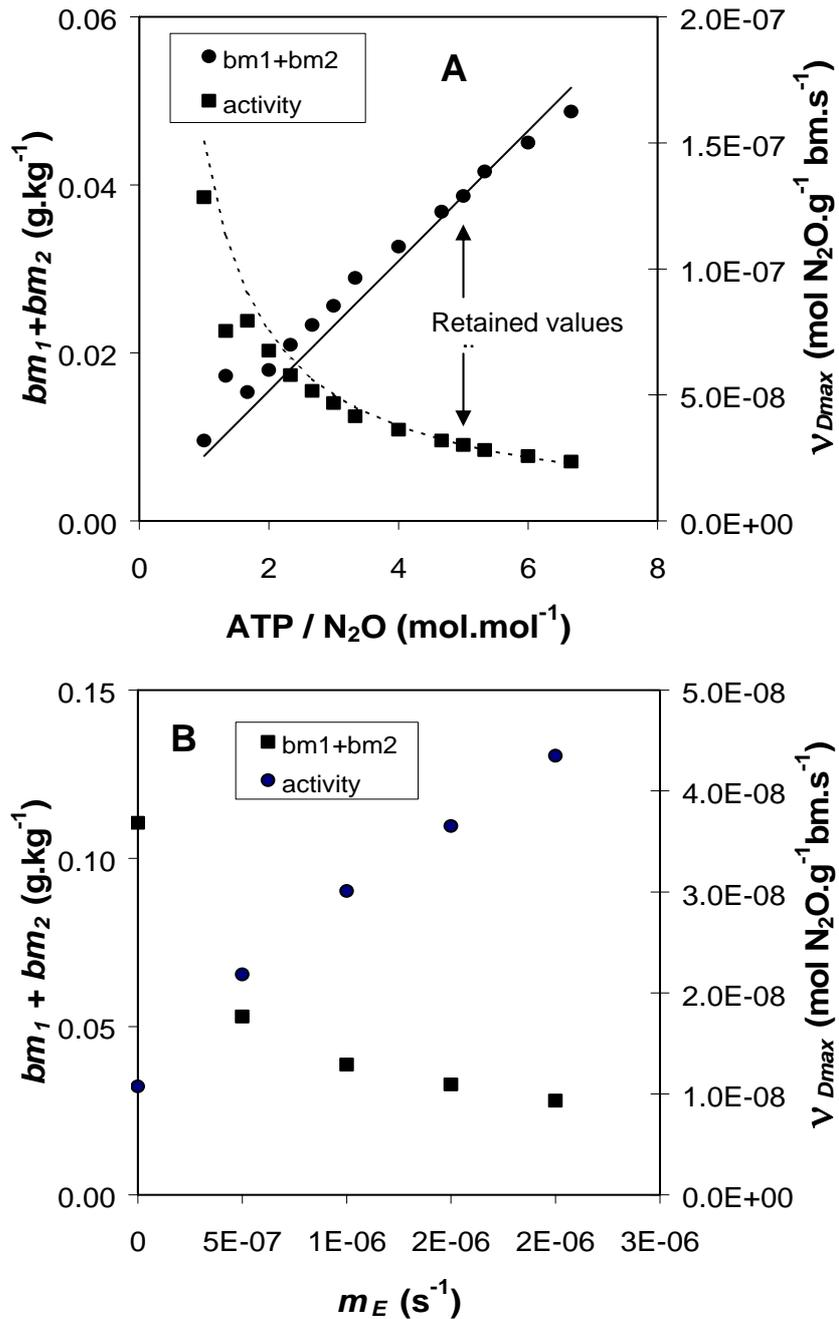 0.06
0.04
0.02
0.00
bm1+bm2
activity
A
Retained values
2.0E-07
1.5E-07
1.0E-07
5.0E-08
0.0E+00
bm₁+bm₂ (g.kg⁻¹)
ν Dmax (mol N₂O.g⁻¹ bm.s⁻¹)
0 2 4 6 8
ATP / N₂O (mol.mol⁻¹)
0.15
0.10
0.05
0.00
B
bm1+bm2
activity
5.0E-08
4.0E-08
3.0E-08
2.0E-08
1.0E-08
0.0E+00
bm₁ + bm₂ (g.kg⁻¹)
ν Dmax (mol N₂O.g⁻¹bm.s⁻¹)
0 5E-07 1E-06 2E-06 2E-06 3E-06
m E (s⁻¹)